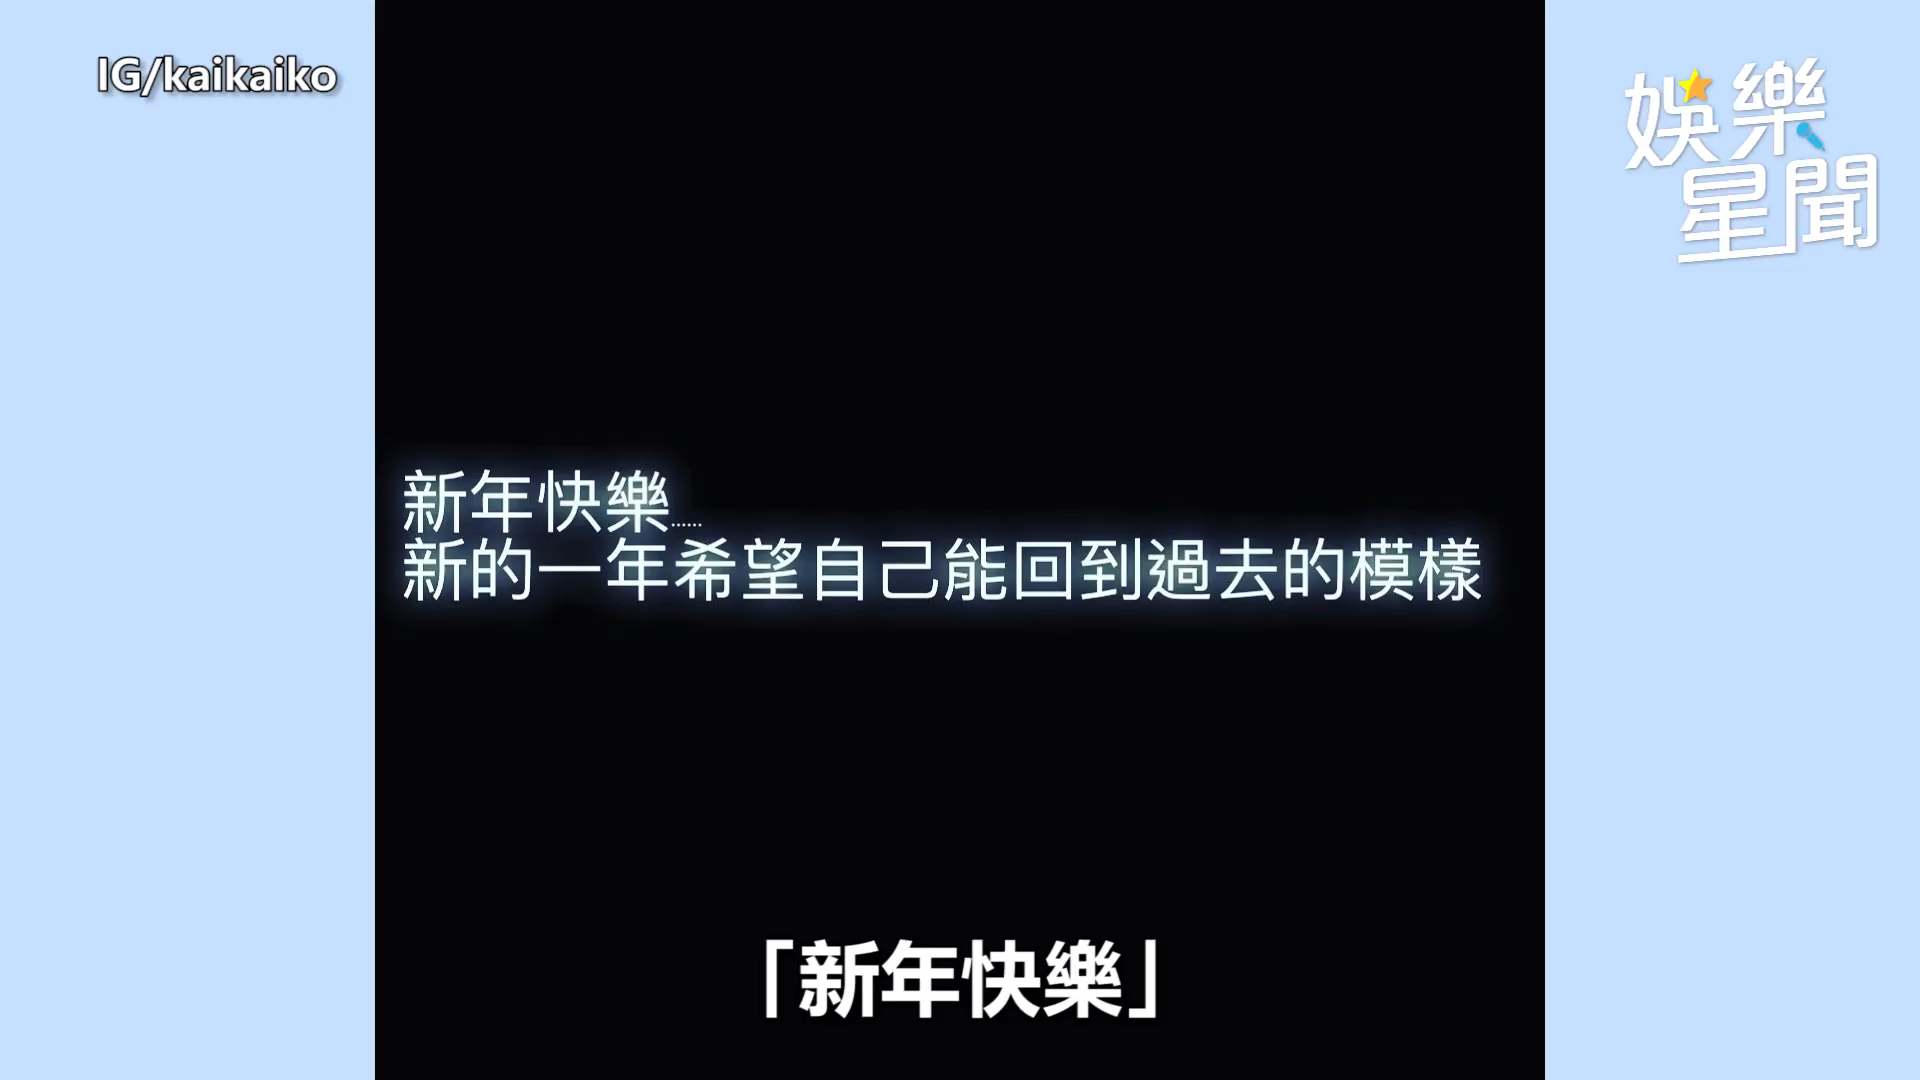 IG/kaikaiko
娛樂
星聞
新年快樂......
新的一年希望自己能回到過去的模樣
「新年快樂」